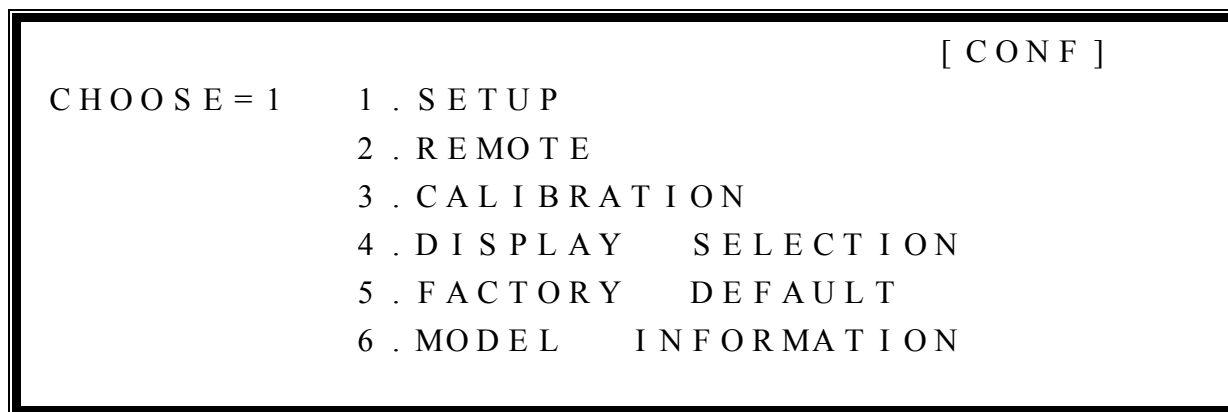 [CONF]
CHOOSE=1 1.SETUP
2.REMOTE
3.CALIBRATION
4.DISPLAY SELECTION
5.FACTORY DEFAULT
6.MODEL INFORMATION